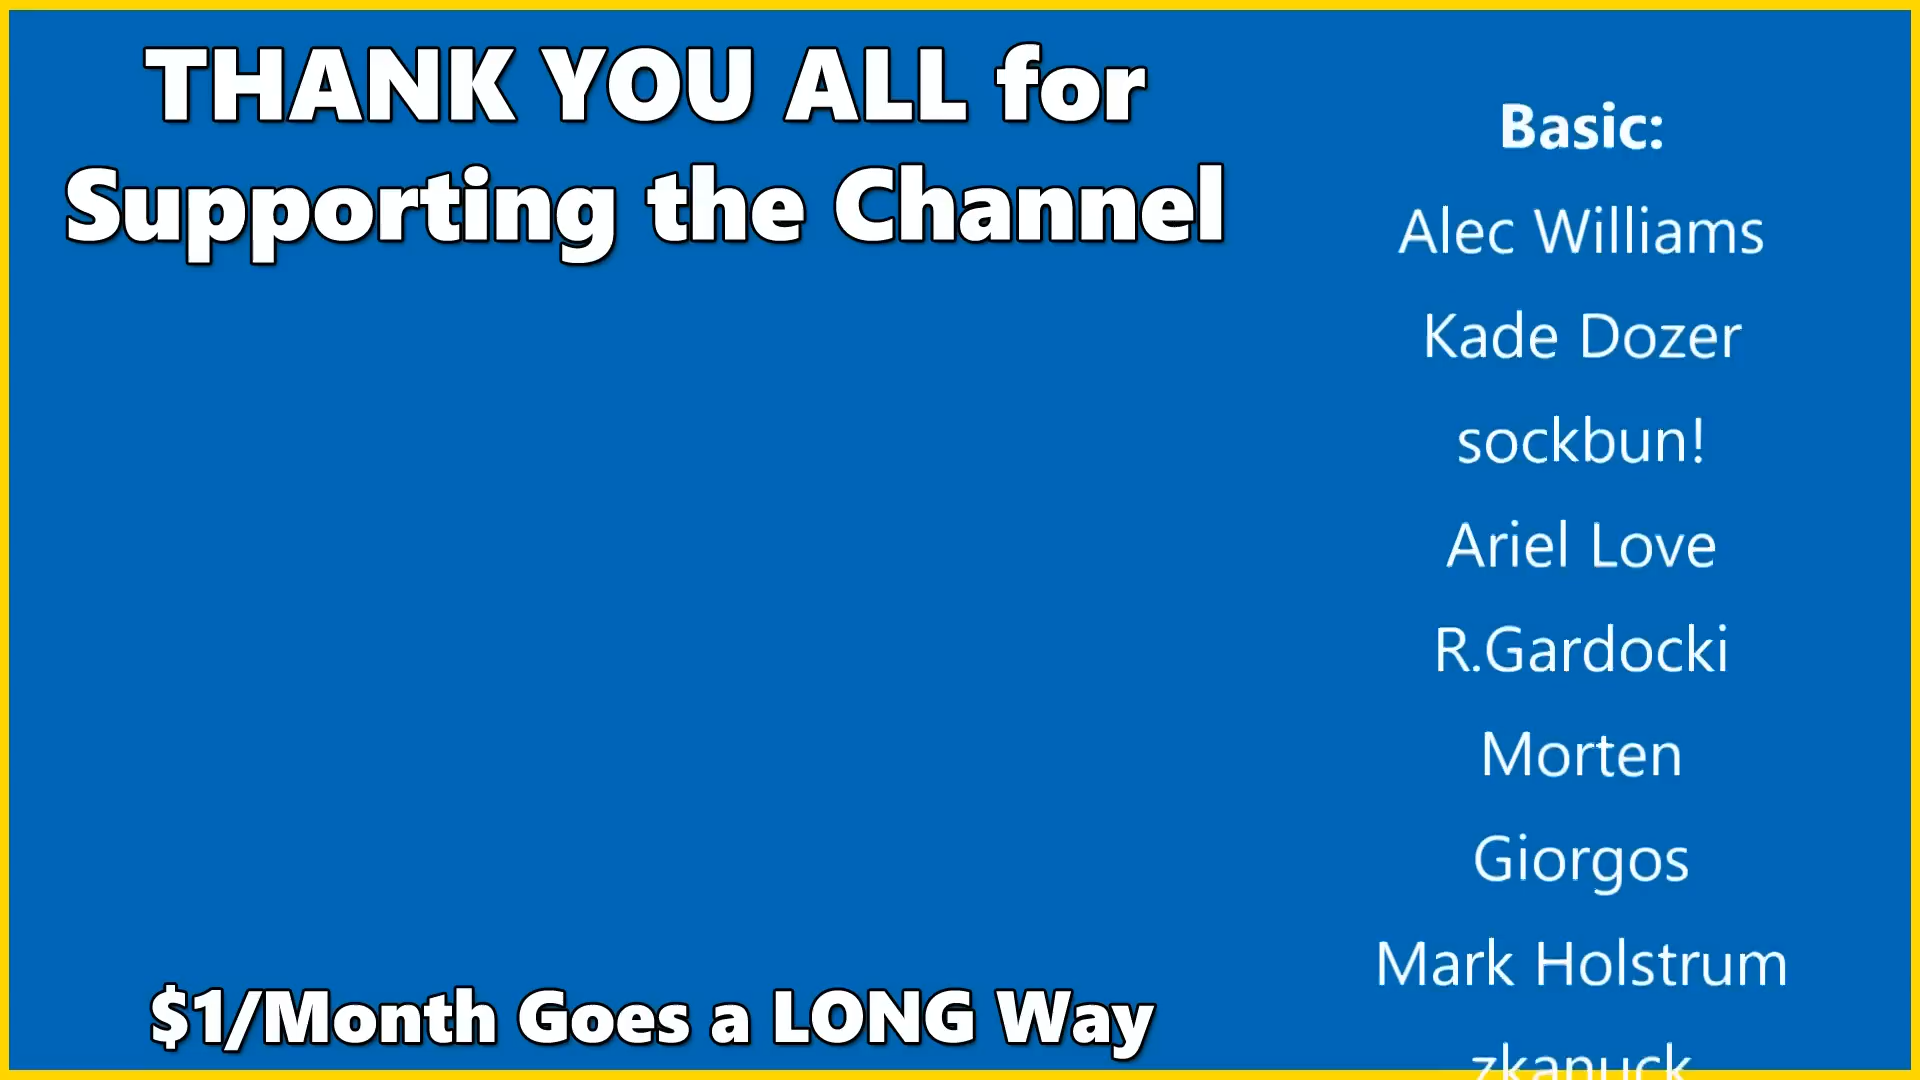 THANK YOU ALL for
Supporting the Channel
$1/Month Goes a LONG Way
Basic:
Alec Williams
Kade Dozer
sockbun!
Ariel Love
R.Gardocki
Morten
Giorgos
Mark Holstrum
zkanuck